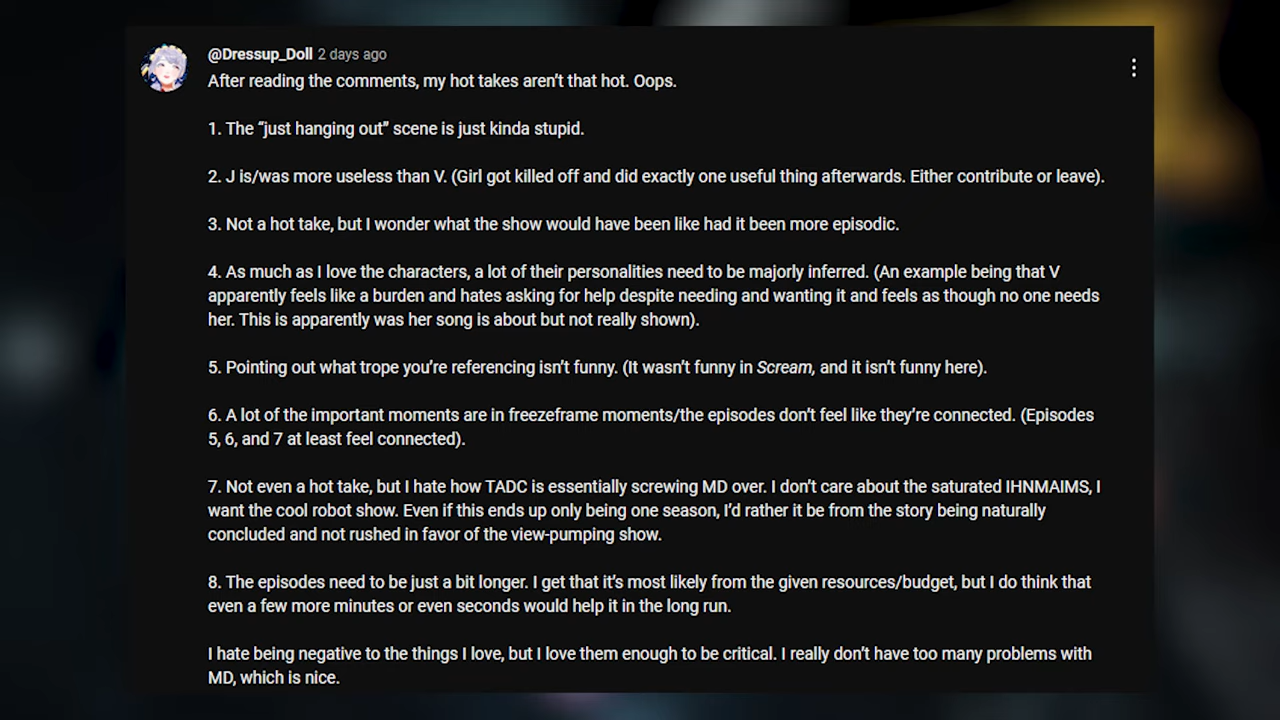 @Dressup_Doll 2 days ago
After reading the comments, my hot takes aren't that hot. Oops.
1. The “just hanging out” scene is just kinda stupid.
2. J is/was more useless than V. (Girl got killed off and did exactly one useful thing afterwards. Either contribute or leave).
3. Not a hot take, but I wonder what the show would have been like had it been more episodic.
4. As much as I love the characters, a lot of their personalities need to be majorly inferred. (An example being that V
apparently feels like a burden and hates asking for help despite needing and wanting it and feels as though no one needs
her. This is apparently was her song is about but not really shown).
5. Pointing out what trope you're referencing isn't funny. (It wasn't funny in Scream, and it isn't funny here).
6. A lot of the important moments are in freezeframe moments/the episodes don't feel like they're connected. (Episodes
5, 6, and 7 at least feel connected).
7. Not even a hot take, but I hate how TADC is essentially screwing MD over. I don't care about the saturated IHNMAIMS, I
want the cool robot show. Even if this ends up only being one season, I'd rather it be from the story being naturally
concluded and not rushed in favor of the view-pumping show.
8. The episodes need to be just a bit longer. I get that it's most likely from the given resources/budget, but I do think that
even a few more minutes or even seconds would help it in the long run.
I hate being negative to the things I love, but I love them enough to be critical. I really don't have too many problems with
MD, which is nice.